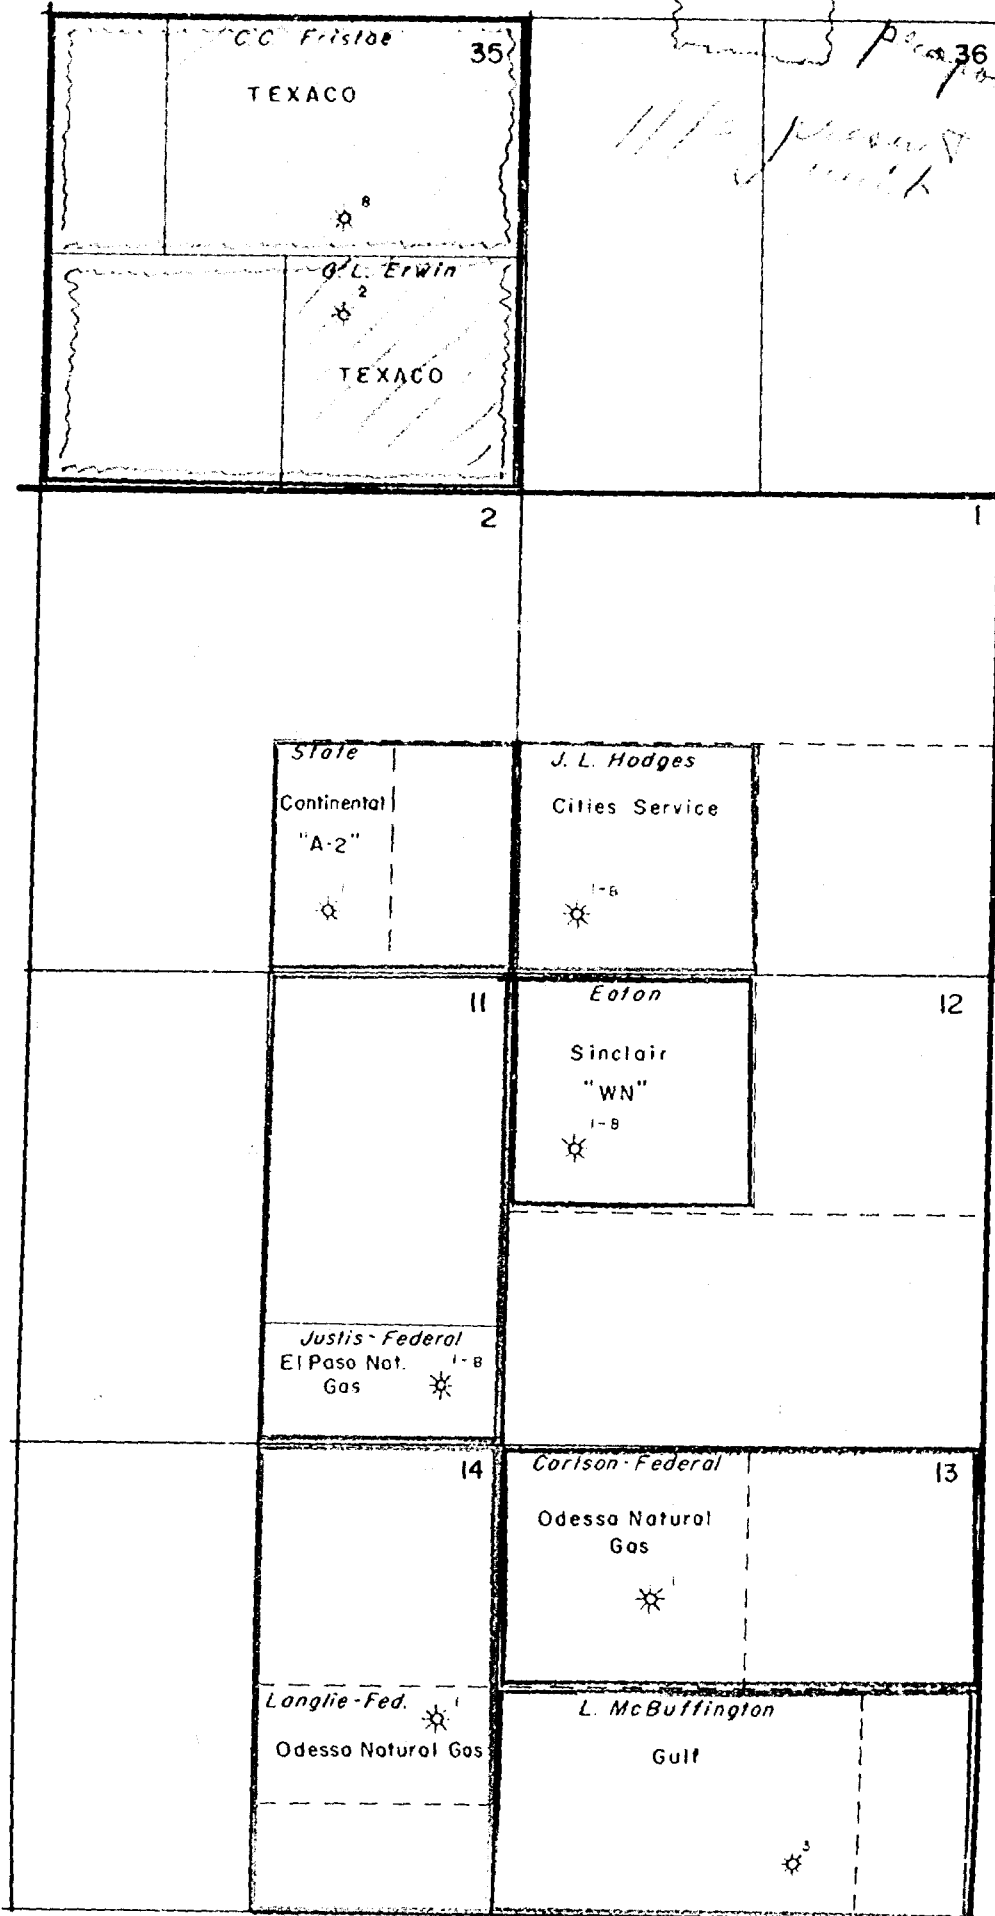 C.C. Fristoe
35
TEXACO
8
36
present
unit
O.L. Erwin
2
TEXACO
2
1
State
Continental
"A-2"
1
J. L. Hodges
Cities Service
1-B
11
Eaton
12
Sinclair
"WN"
1-B
Justis-Federal
El Paso Nat.
Gas
1-B
14
Carlson-Federal
13
Odessa Natural
Gas
1
Langlie-Fed.
1
Odessa Natural Gas
L. McBuffington
Gulf
3